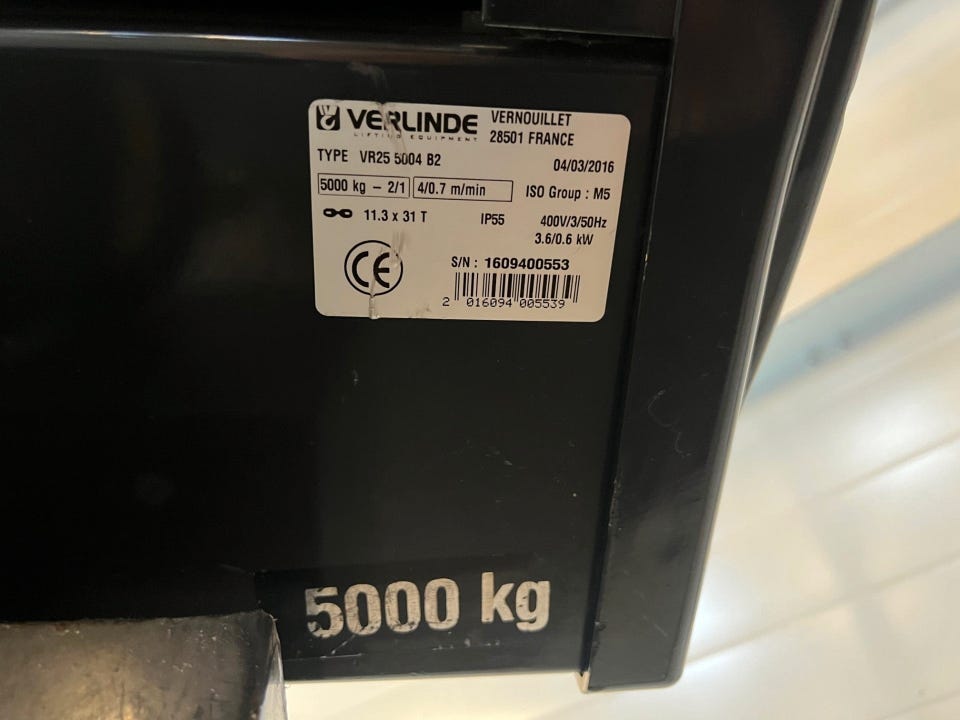 VERLINDE
LIFTING EQUIPMENT
VERNOUILLET
28501 FRANCE
TYPE VR25 5004 B2
04/03/2016
5000 kg – 2/1
4/0.7 m/min
ISO Group : M5
11.3 x 31 T
IP55
400V/3/50Hz
3.6/0.6 kW
CE
S/N : 1609400553
2 016094 005539
5000 kg